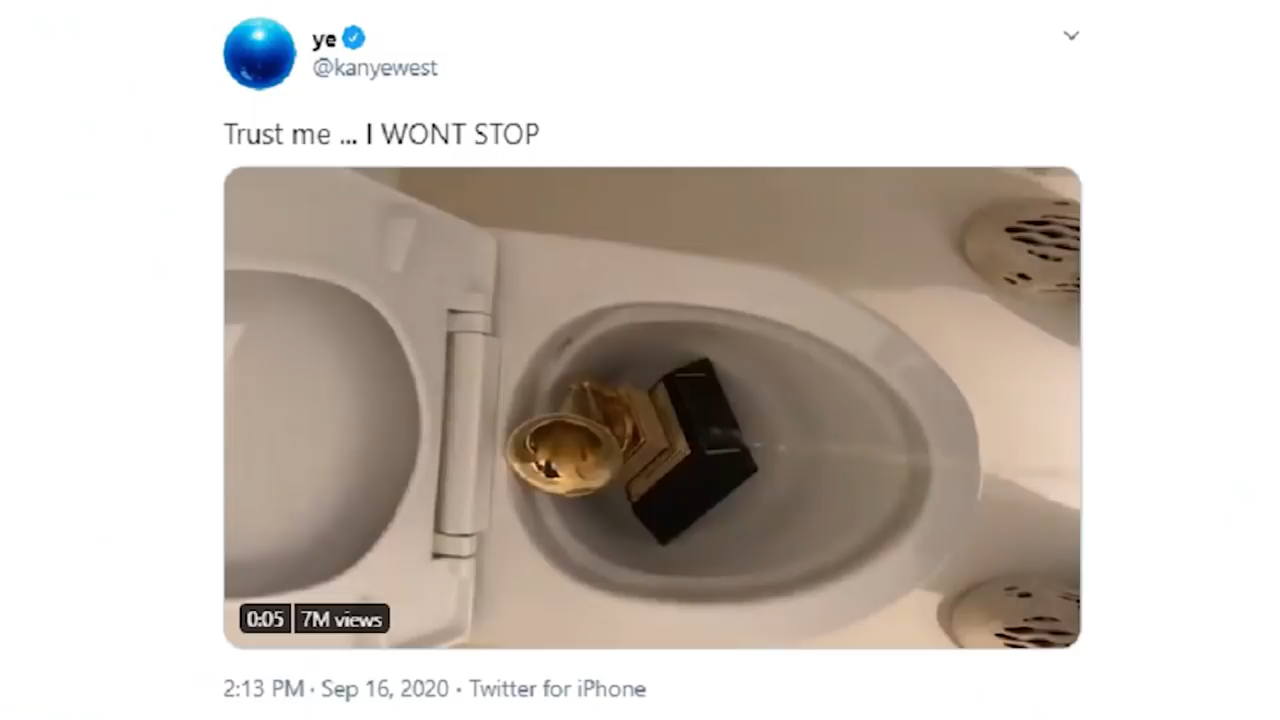 ye
@kanyewest
Trust me ... I WONT STOP
0:05 7M views
2:13 PM · Sep 16, 2020 · Twitter for iPhone